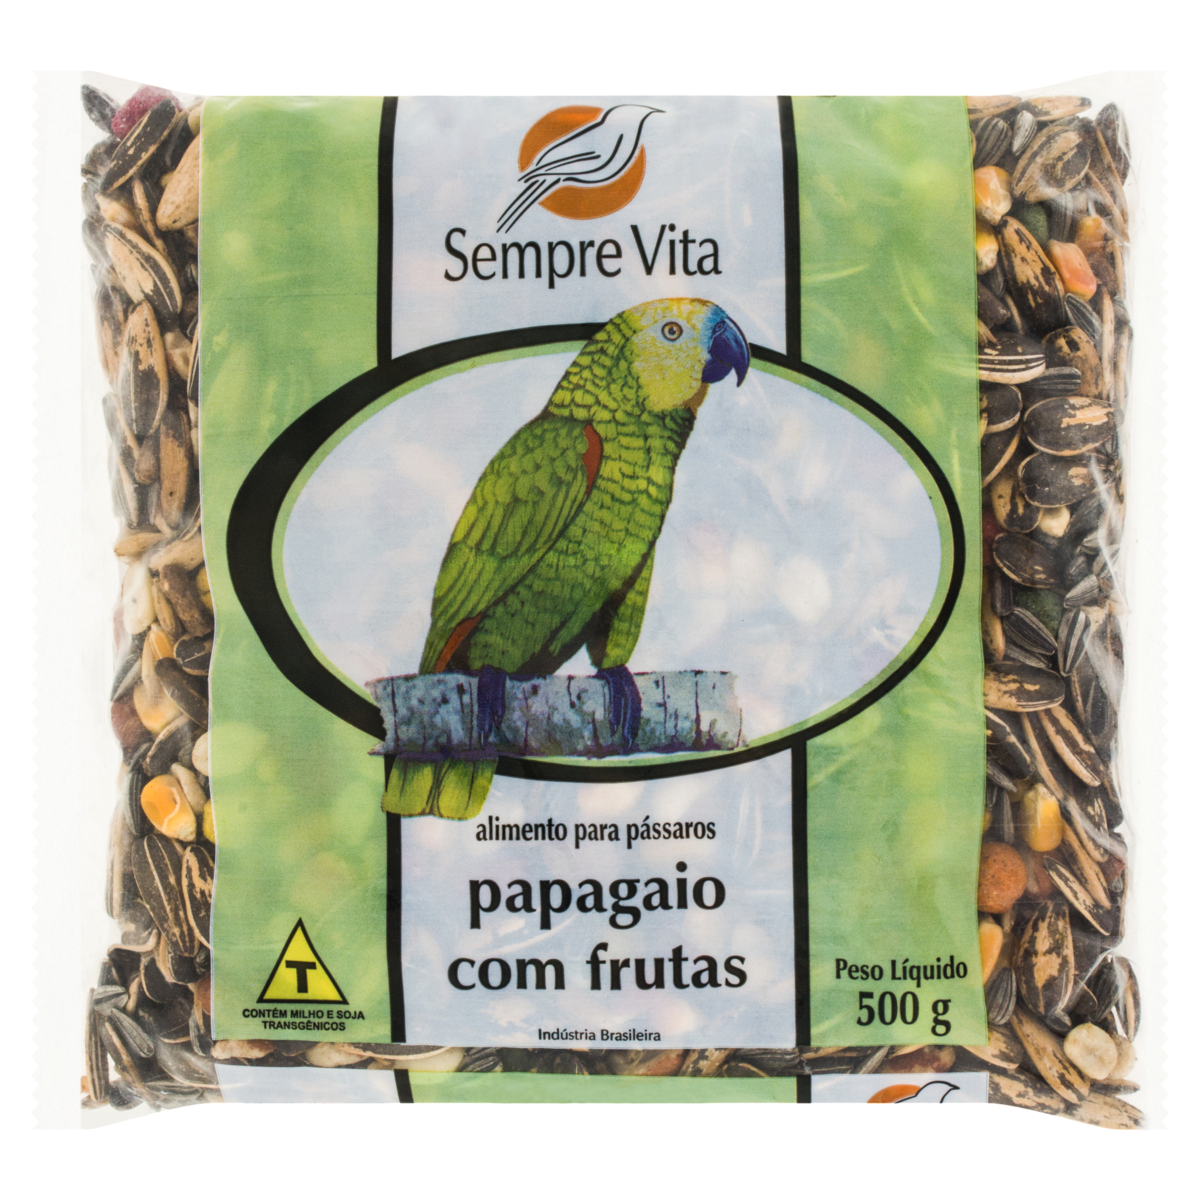 Sempre Vita
alimento para pássaros
papagaio
com frutas
Indústria Brasileira
Peso Líquido
500 g
T
CONTÉM MILHO E SOJA
TRANSGÊNICOS